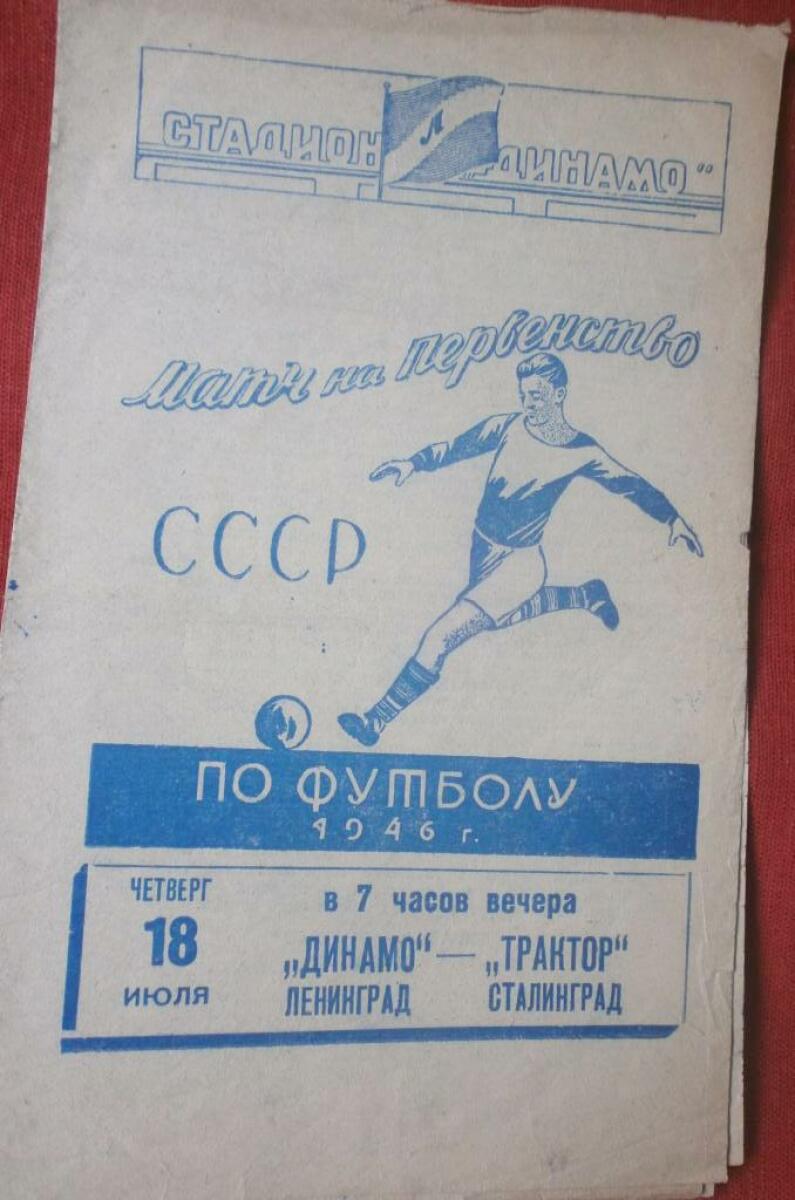 СТАДИОН „ДИНАМО"
Л
Матч на первенство
СССР
ПО ФУТБОЛУ
1946 г.
ЧЕТВЕРГ
18
ИЮЛЯ
в 7 часов вечера
„ДИНАМО“ — „ТРАКТОР“
ЛЕНИНГРАД СТАЛИНГРАД